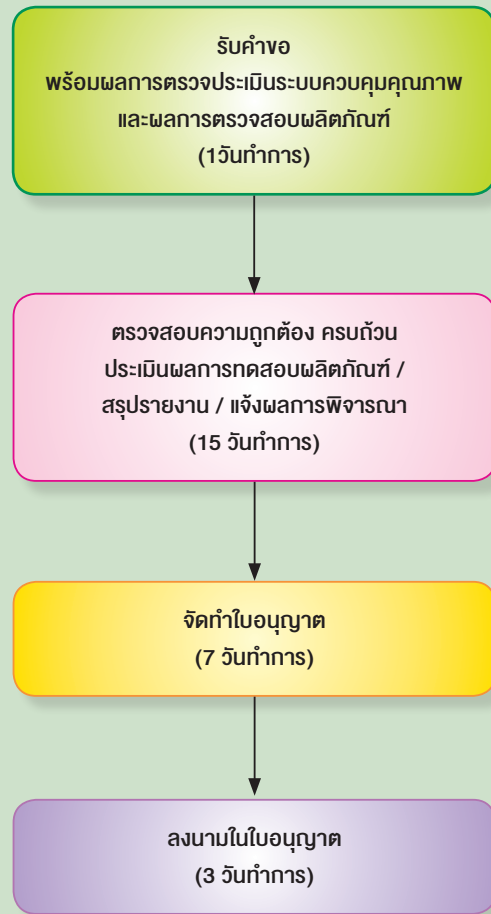 รับคำขอ
พร้อมผลการตรวจประเมินระบบควบคุมคุณภาพ
และผลการตรวจสอบผลิตภัณฑ์
(1วันทำการ)
ตรวจสอบความถูกต้อง ครบถ้วน
ประเมินผลการทดสอบผลิตภัณฑ์ /
สรุปรายงาน / แจ้งผลการพิจารณา
(15 วันทำการ)
จัดทำใบอนุญาต
(7 วันทำการ)
ลงนามในใบอนุญาต
(3 วันทำการ)